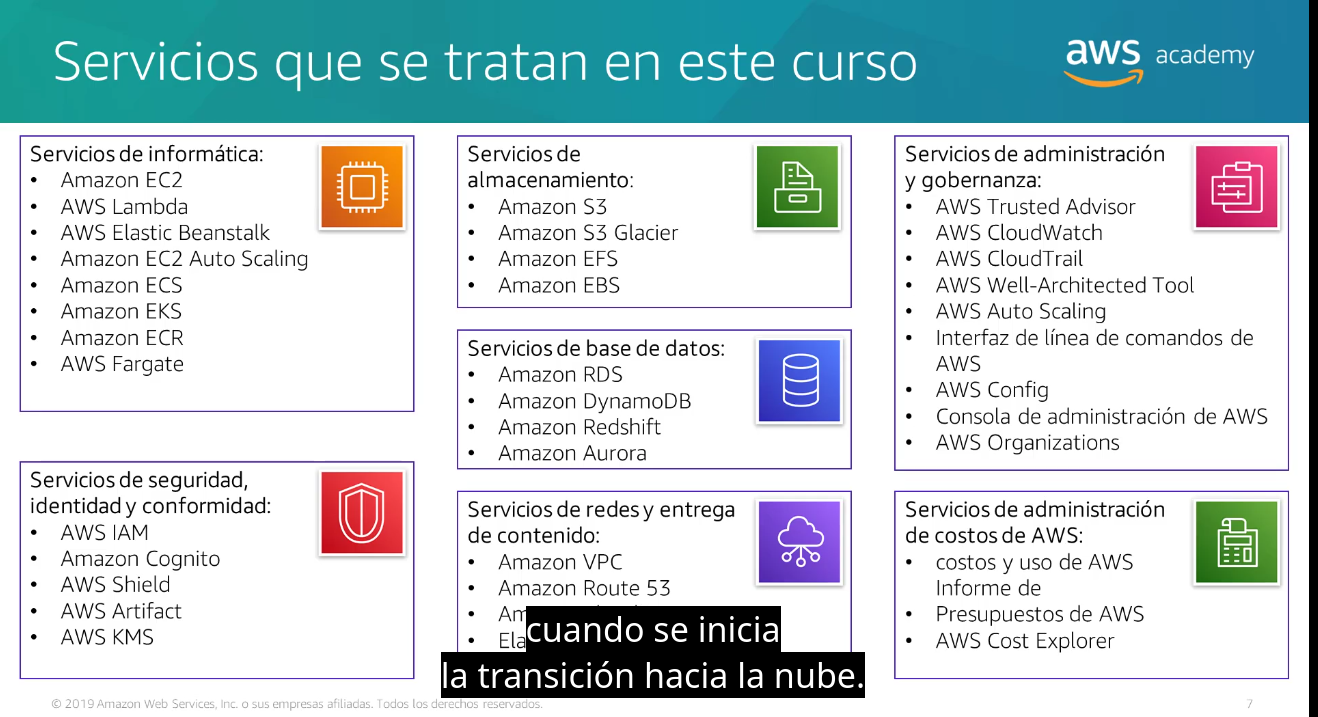 Servicios que se tratan en este curso
aws academy
Servicios de informática:
• Amazon EC2
• AWS Lambda
• AWS Elastic Beanstalk
• Amazon EC2 Auto Scaling
• Amazon ECS
• Amazon EKS
• Amazon ECR
• AWS Fargate
Servicios de seguridad,
identidad y conformidad:
• AWS IAM
• Amazon Cognito
• AWS Shield
• AWS Artifact
• AWS KMS
Servicios de
almacenamiento:
• Amazon S3
• Amazon S3 Glacier
• Amazon EFS
• Amazon EBS
Servicios de base de datos:
• Amazon RDS
• Amazon DynamoDB
• Amazon Redshift
• Amazon Aurora
Servicios de redes y entrega
de contenido:
• Amazon VPC
• Amazon Route 53
Servicios de administración
y gobernanza:
• AWS Trusted Advisor
• AWS CloudWatch
• AWS CloudTrail
• AWS Well-Architected Tool
• AWS Auto Scaling
• Interfaz de línea de comandos de
AWS
• AWS Config
• Consola de administración de AWS
• AWS Organizations
Servicios de administración
de costos de AWS:
• costos y uso de AWS
Informe de
• Presupuestos de AWS
• AWS Cost Explorer
cuando se inicia
la transición hacia la nube.
© 2019 Amazon Web Services, Inc. o sus empresas afiliadas. Todos los derechos reservados.
7